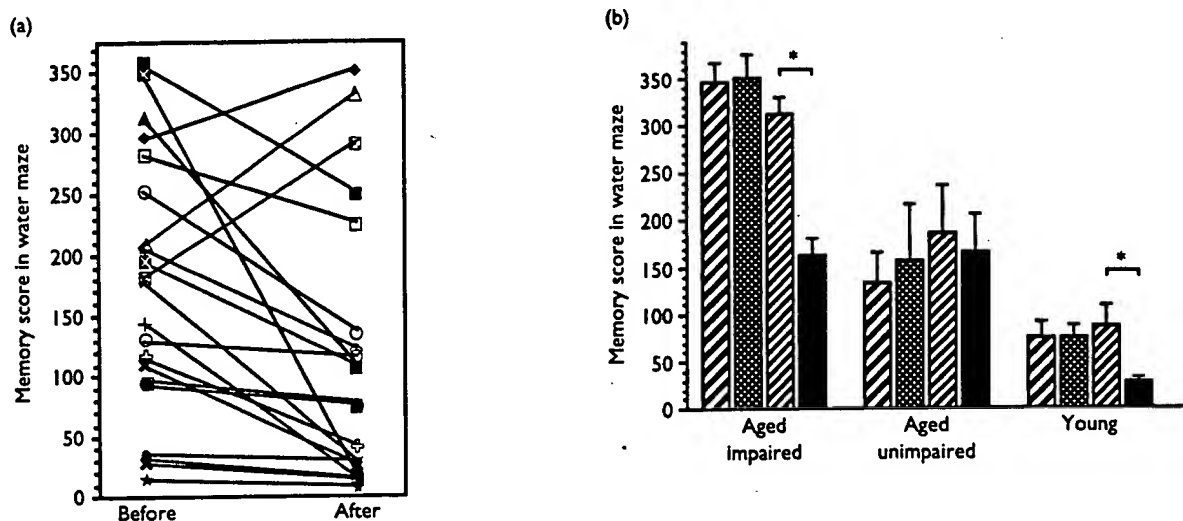 (a)
Memory score in water maze
350
300
250
200
150
100
50
0
Before
After
(b)
Memory score in water maze
350
300
250
200
150
100
50
0
*
*
Aged
impaired
Aged
unimpaired
Young